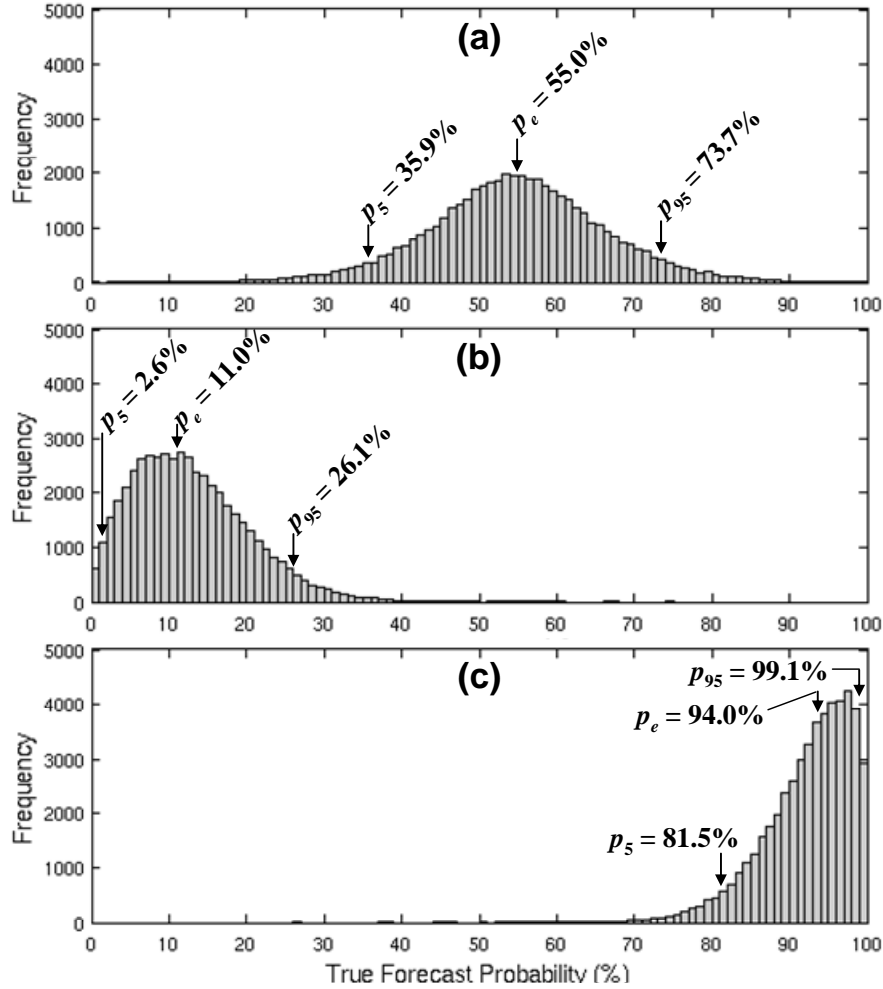 5000
4000
3000
2000
1000
0
Frequency
(a)
p5 = 35.9%
pe = 55.0%
p95 = 73.7%
0 10 20 30 40 50 60 70 80 90 100
5000
4000
3000
2000
1000
0
Frequency
(b)
p5 = 2.6%
pe = 11.0%
p95 = 26.1%
0 10 20 30 40 50 60 70 80 90 100
5000
4000
3000
2000
1000
0
Frequency
(c)
p95 = 99.1%
pe = 94.0%
p5 = 81.5%
0 10 20 30 40 50 60 70 80 90 100
True Forecast Probability (%)